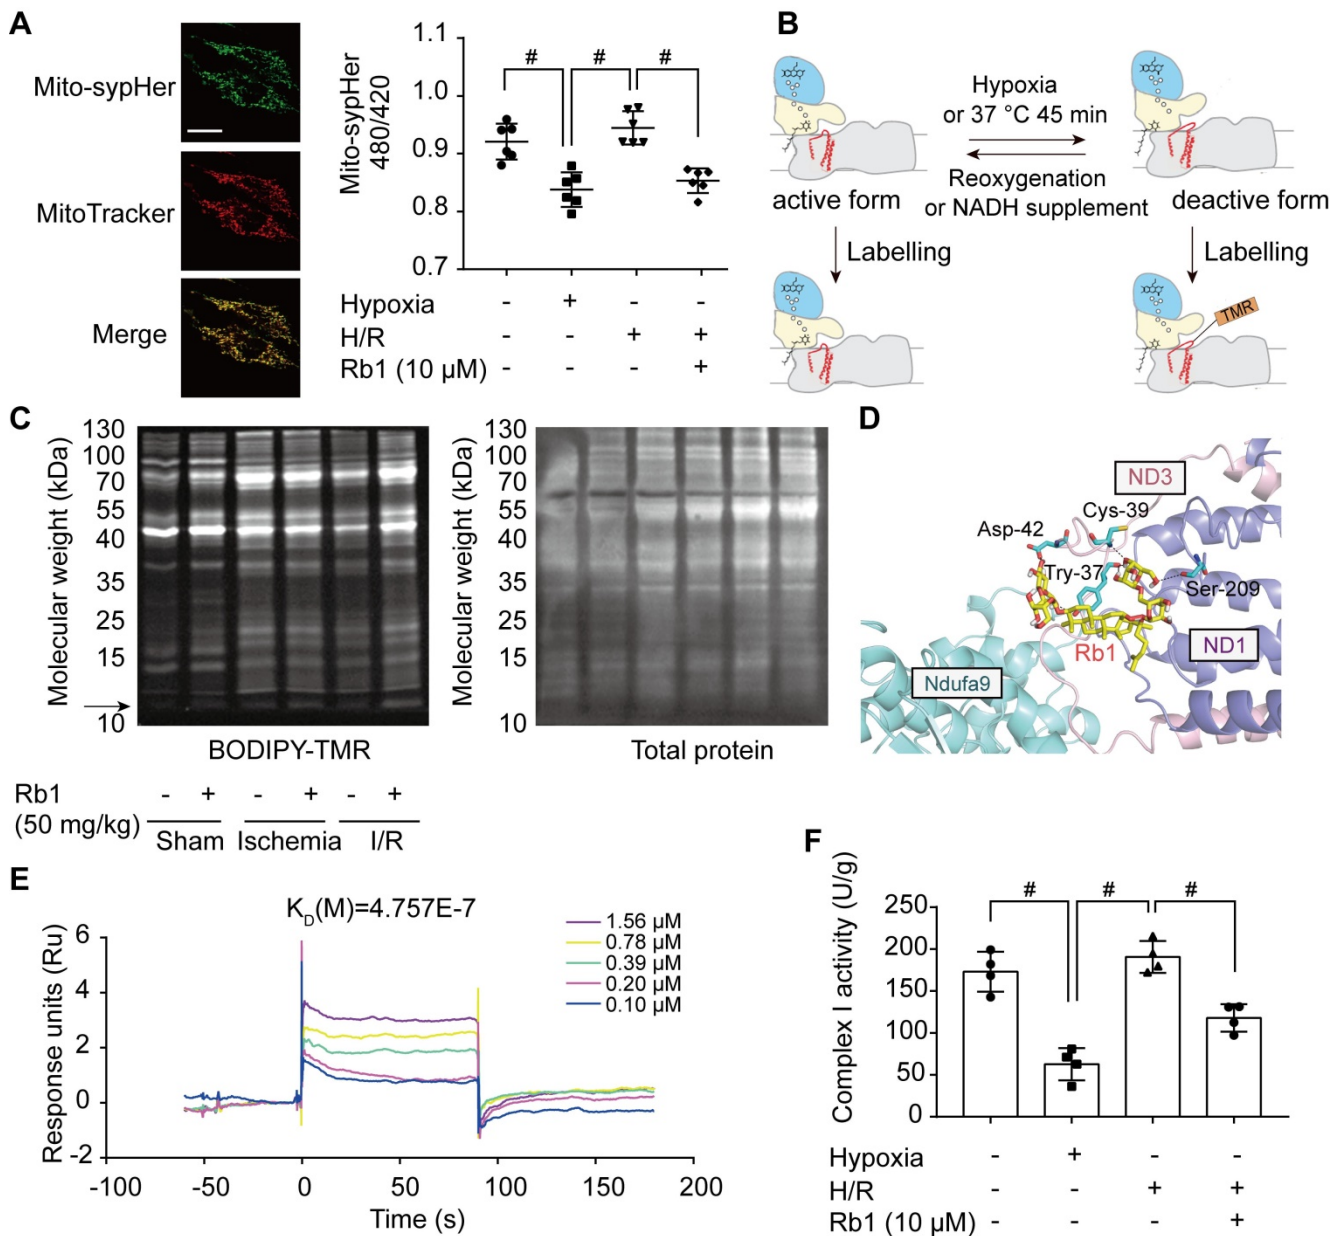 A
Mito-sypHer
MitoTracker
Merge
Mito-sypHer
480/420
1.1
1.0
0.9
0.8
0.7
# # #
Hypoxia - + - -
H/R - - + +
Rb1 (10 µM) - - - +
B
Hypoxia
or 37 °C 45 min
Reoxygenation
or NADH supplement
active form
deactive form
Labelling
Labelling
TMR
C
Molecular weight (kDa)
130
100
70
55
40
35
25
15
10
BODIPY-TMR
Molecular weight (kDa)
130
100
70
55
40
35
25
15
10
Total protein
Rb1 - + - + - +
(50 mg/kg)
Sham Ischemia I/R
D
ND3
Cys-39
Asp-42
Try-37
Ser-209
Rb1
ND1
Ndufa9
E
K_D(M)=4.757E-7
Response units (Ru)
6
4
2
0
-2
-100 -50 0 50 100 150 200
Time (s)
1.56 µM
0.78 µM
0.39 µM
0.20 µM
0.10 µM
F
Complex I activity (U/g)
250
200
150
100
50
0
# # #
Hypoxia - + - -
H/R - - + +
Rb1 (10 µM) - - - +